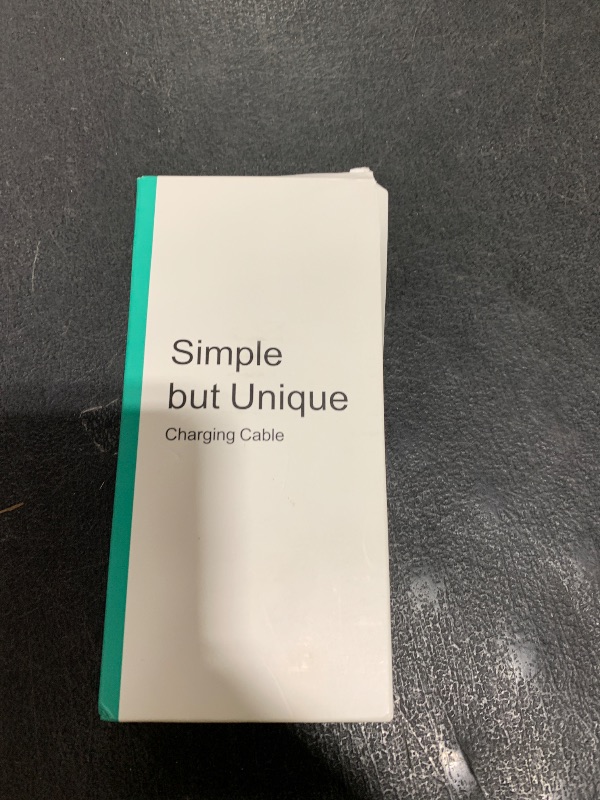 Simple
but Unique
Charging Cable